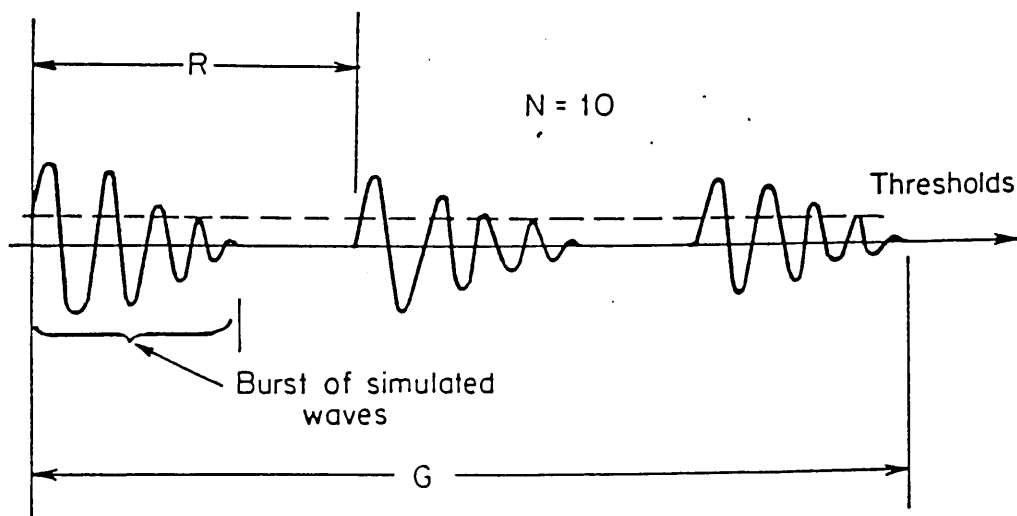 R
N = 10
Thresholds
Burst of simulated
waves
G